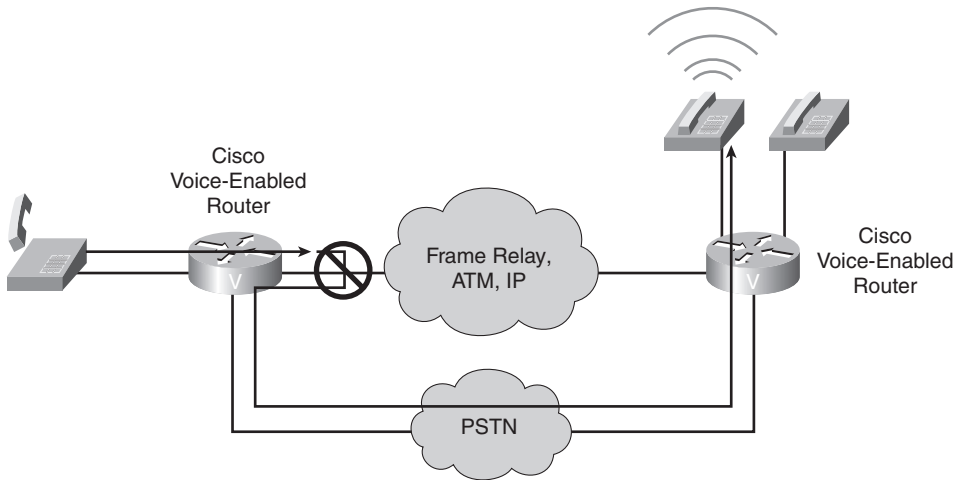 Cisco
Voice-Enabled
Router
V
Frame Relay,
ATM, IP
Cisco
Voice-Enabled
Router
V
PSTN